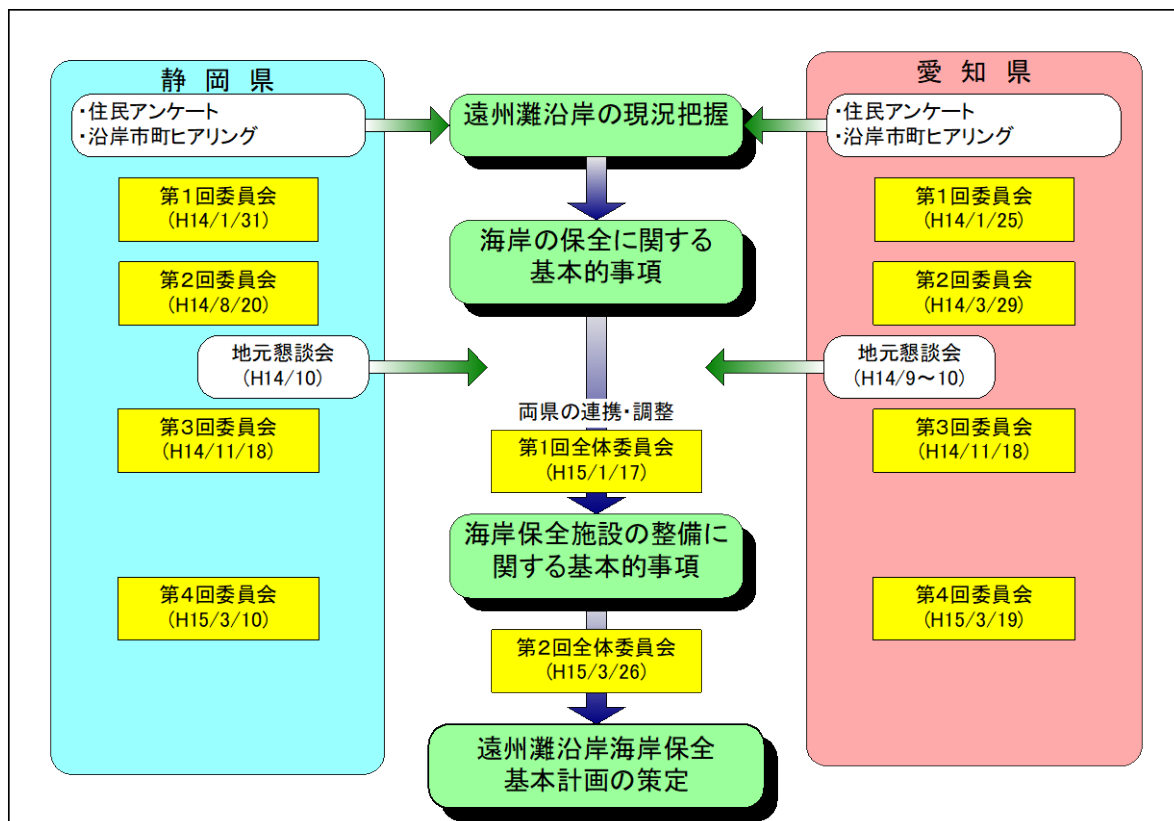 静岡県
・住民アンケート
・沿岸市町ヒアリング
第1回委員会
(H14/1/31)
第2回委員会
(H14/8/20)
地元懇談会
(H14/10)
第3回委員会
(H14/11/18)
第4回委員会
(H15/3/10)
遠州灘沿岸の現況把握
海岸の保全に関する
基本的事項
両県の連携・調整
第1回全体委員会
(H15/1/17)
海岸保全施設の整備に
関する基本的事項
第2回全体委員会
(H15/3/26)
遠州灘沿岸海岸保全
基本計画の策定
愛知県
・住民アンケート
・沿岸市町ヒアリング
第1回委員会
(H14/1/25)
第2回委員会
(H14/3/29)
地元懇談会
(H14/9～10)
第3回委員会
(H14/11/18)
第4回委員会
(H15/3/19)